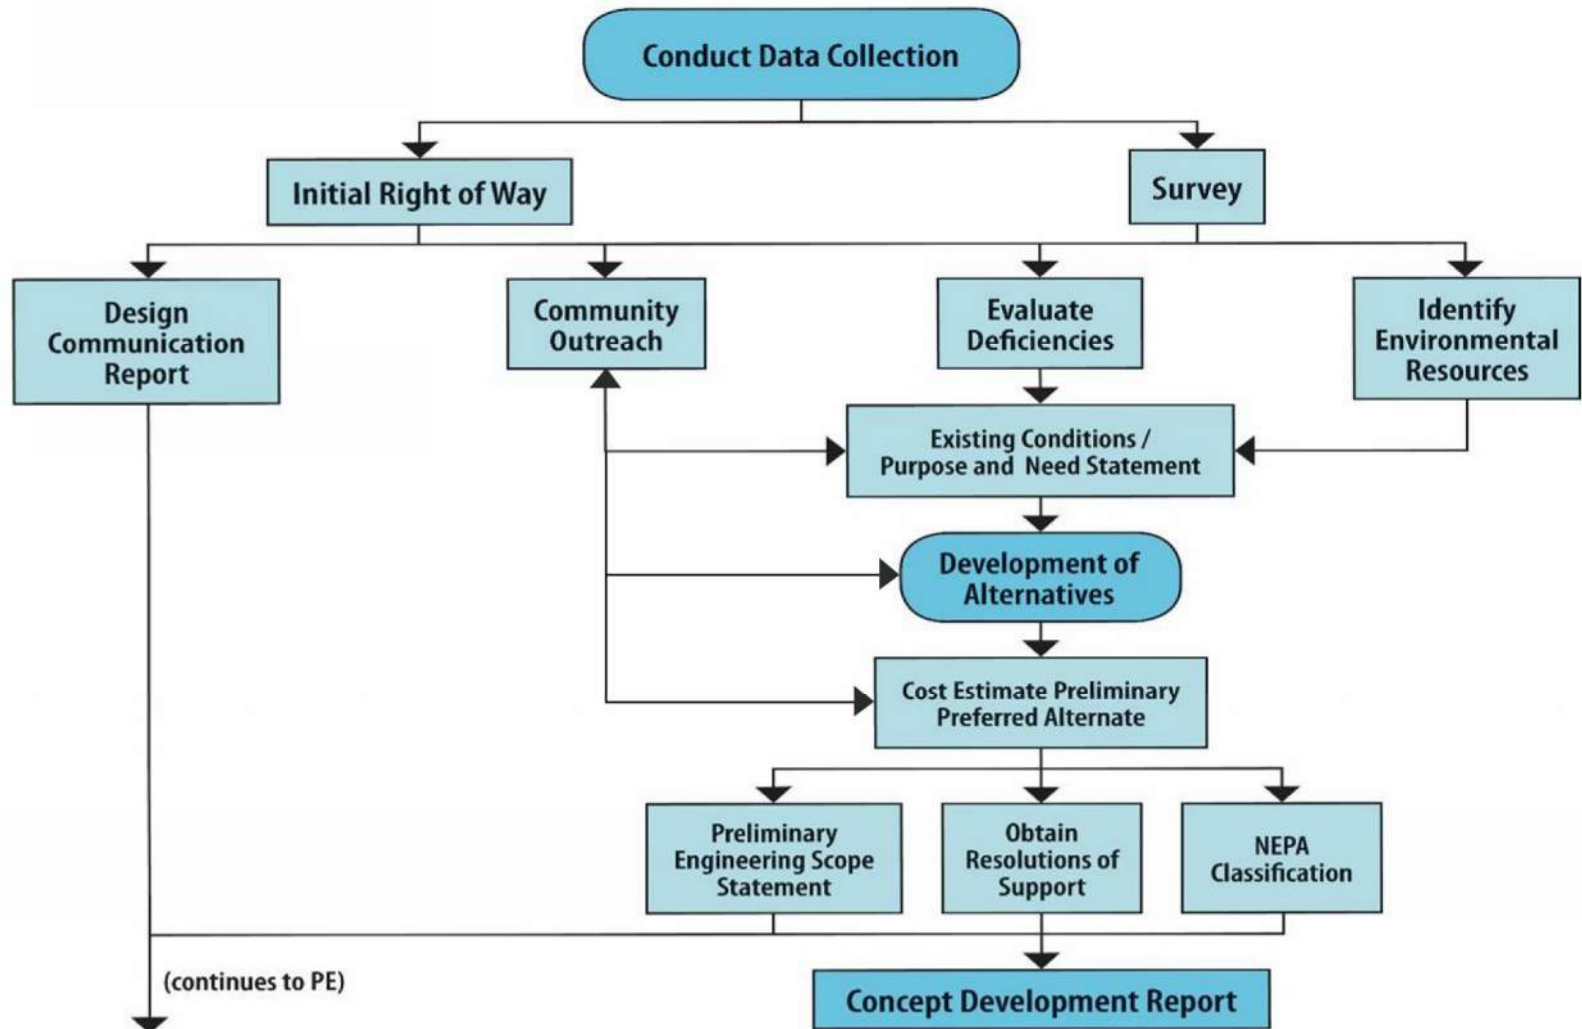 Conduct Data Collection
Initial Right of Way
Survey
Design
Communication
Report
Community
Outreach
Evaluate
Deficiencies
Identify
Environmental
Resources
Existing Conditions /
Purpose and Need Statement
Development of
Alternatives
Cost Estimate Preliminary
Preferred Alternate
Preliminary
Engineering Scope
Statement
Obtain
Resolutions of
Support
NEPA
Classification
(continues to PE)
Concept Development Report